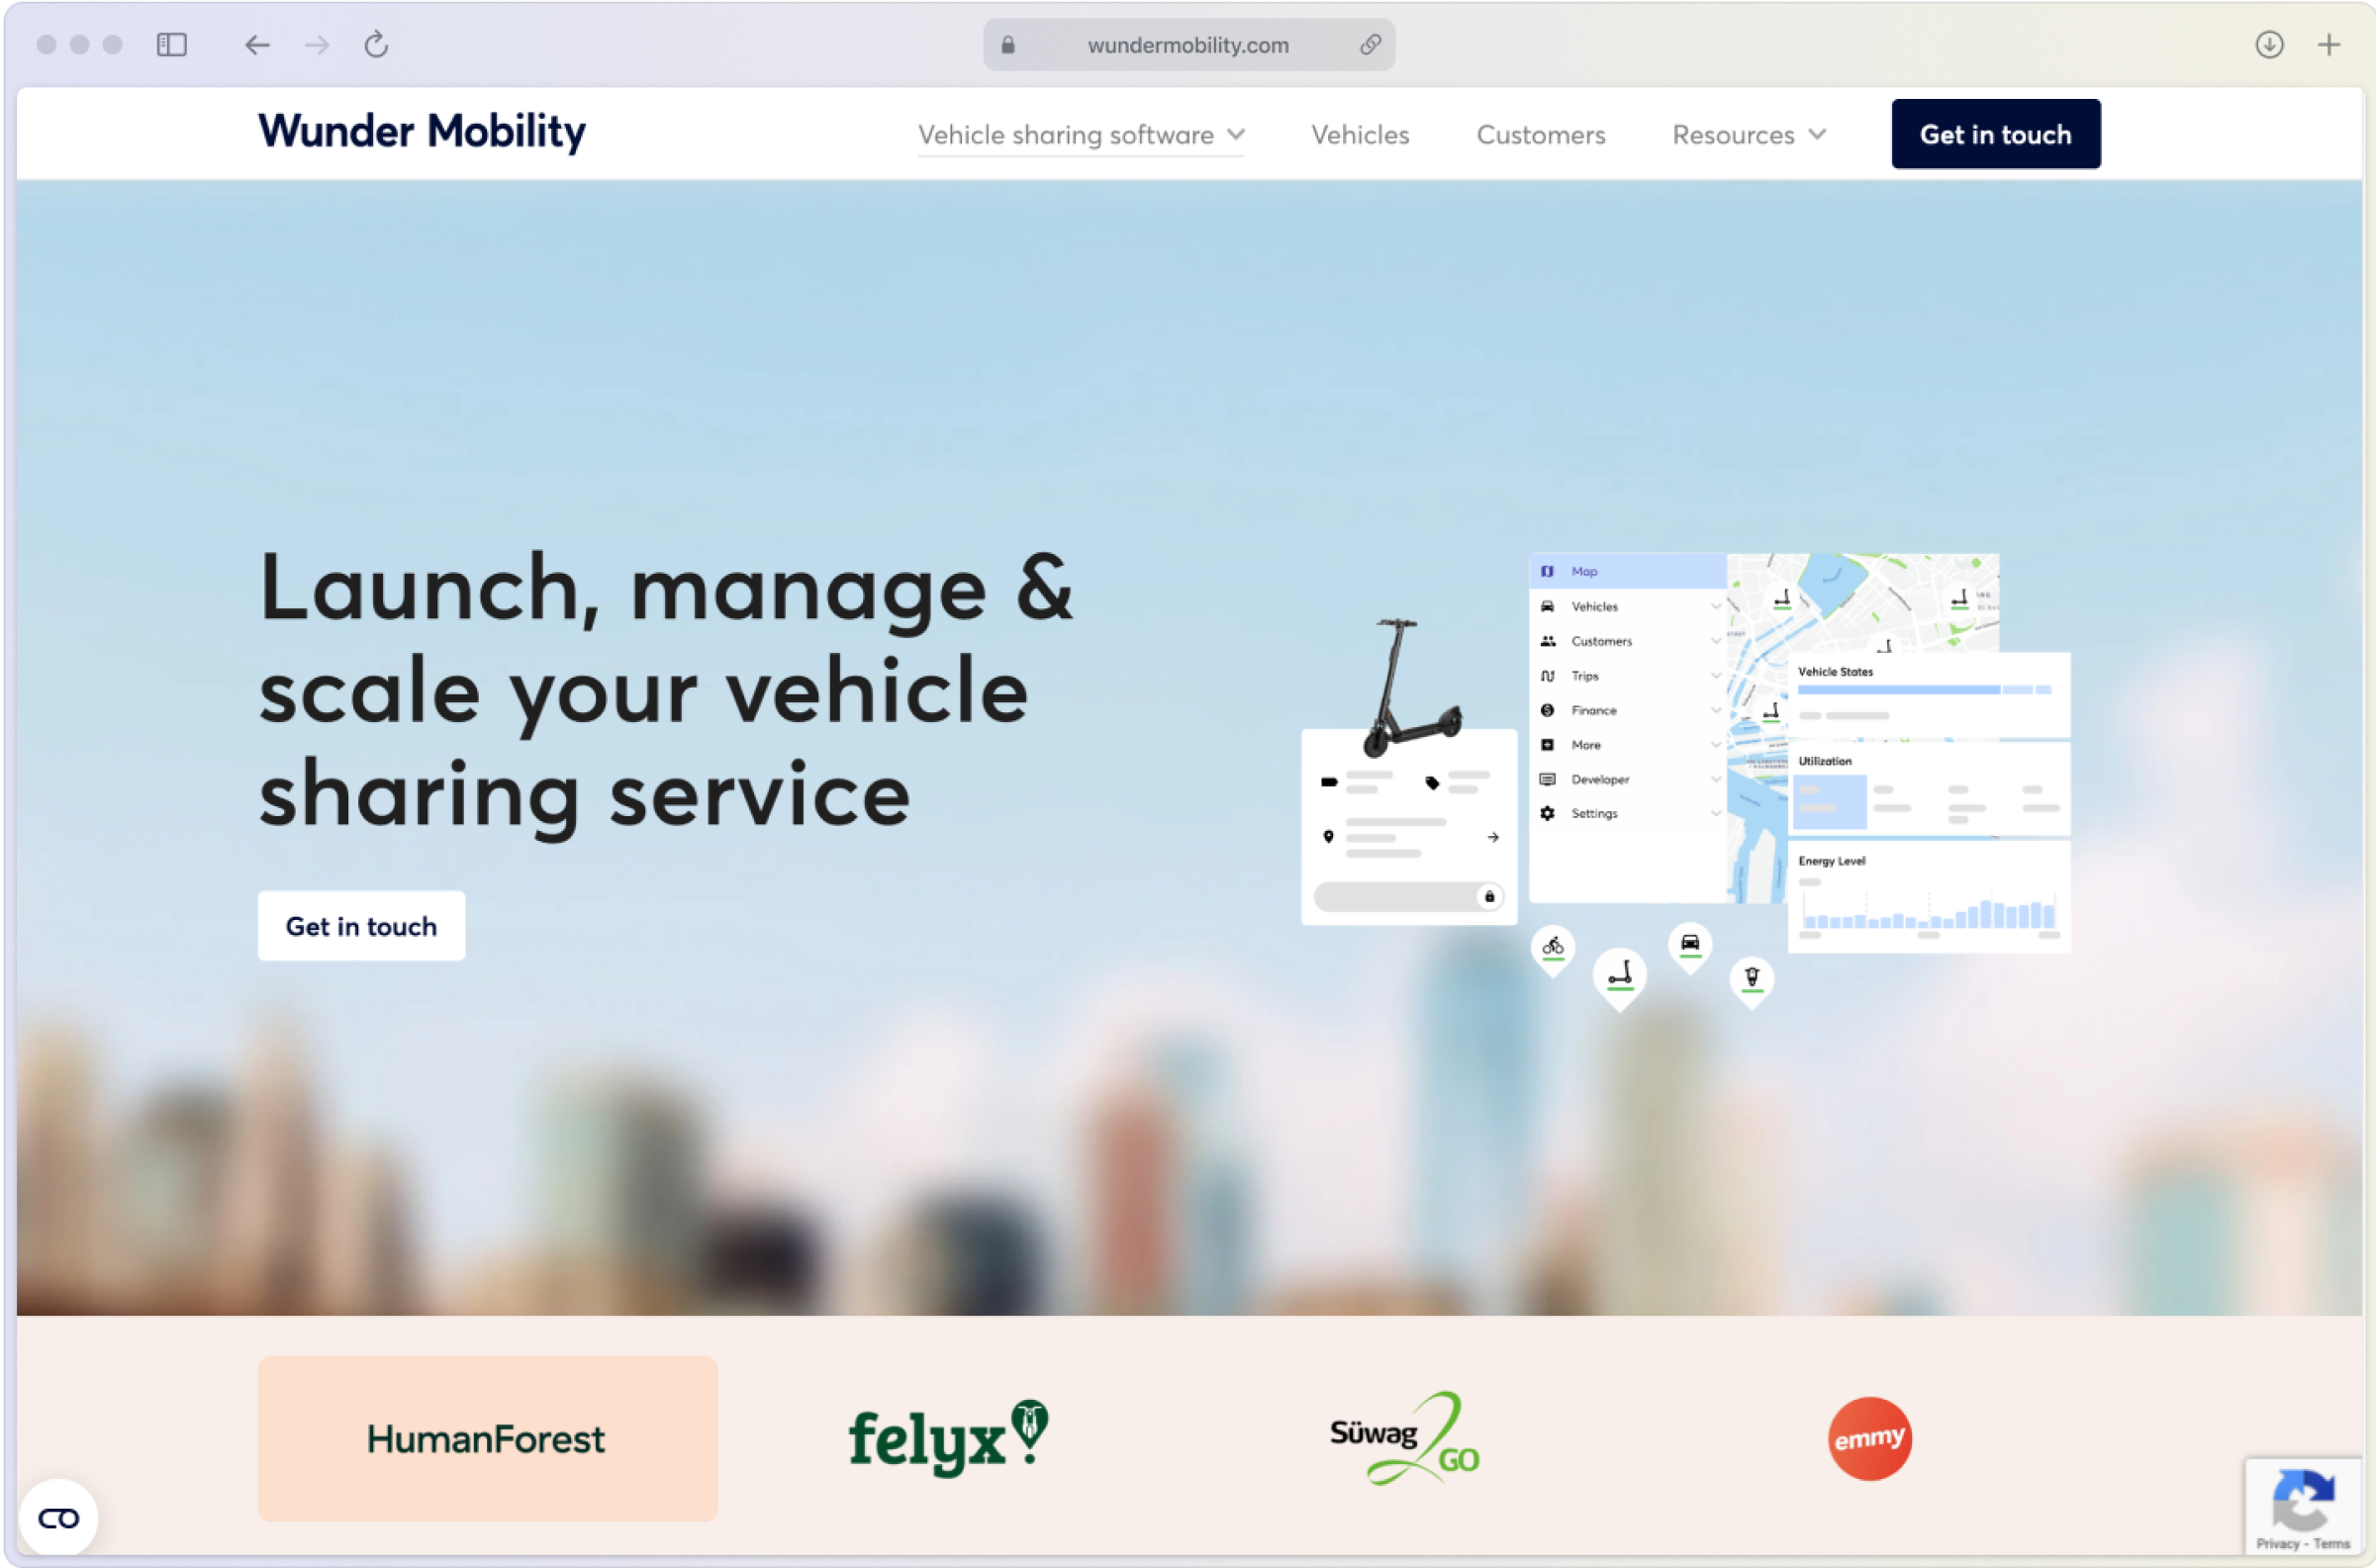 wundermobility.com
Wunder Mobility
Vehicle sharing software
Vehicles
Customers
Resources
Get in touch
Launch, manage &
scale your vehicle
sharing service
Get in touch
Map
Vehicles
Customers
Trips
Finance
More
Developer
Settings
Vehicle States
Utilization
Energy Level
HumanForest
felyx
Süwag
2
GO
emmy
Privacy - Terms